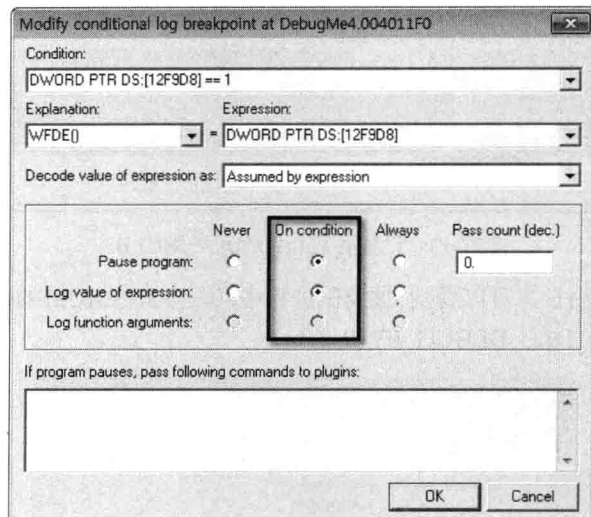 Modify conditional log breakpoint at DebugMe4.004011F0
Condition:
DWORD PTR DS:[12F9D8] == 1
Explanation: Expression:
WFDE() = DWORD PTR DS:[12F9D8]
Decode value of expression as: Assumed by expression
Never On condition Always Pass count (dec.)
Pause program: 0.
Log value of expression:
Log function arguments:
If program pauses, pass following commands to plugins:
OK Cancel